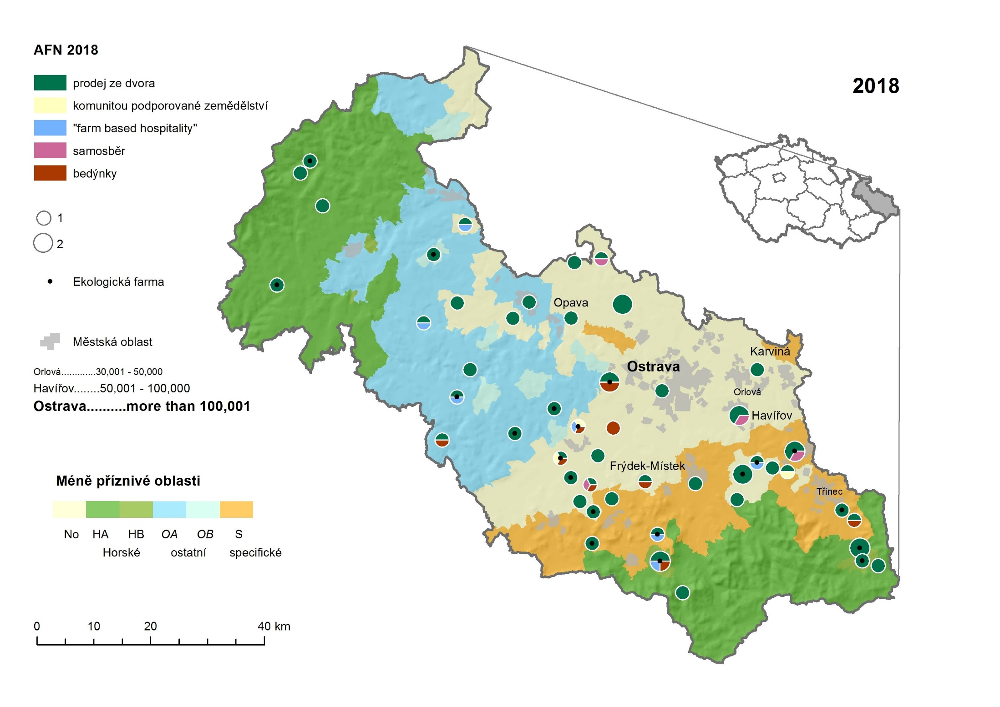 AFN 2018
prodej ze dvora
komunitou podporované zemědělství
"farm based hospitality"
samosběr
bedýnky
1
2
Ekologická farma
Městská oblast
Orlová.............30,001 - 50,000
Havířov........50,001 - 100,000
Ostrava..........more than 100,001
Méně příznivé oblasti
No HA HB OA OB S
Horské ostatní specifické
0 10 20 40 km
2018
Opava
Karviná
Ostrava
Orlová
Havířov
Frýdek-Místek
Třinec